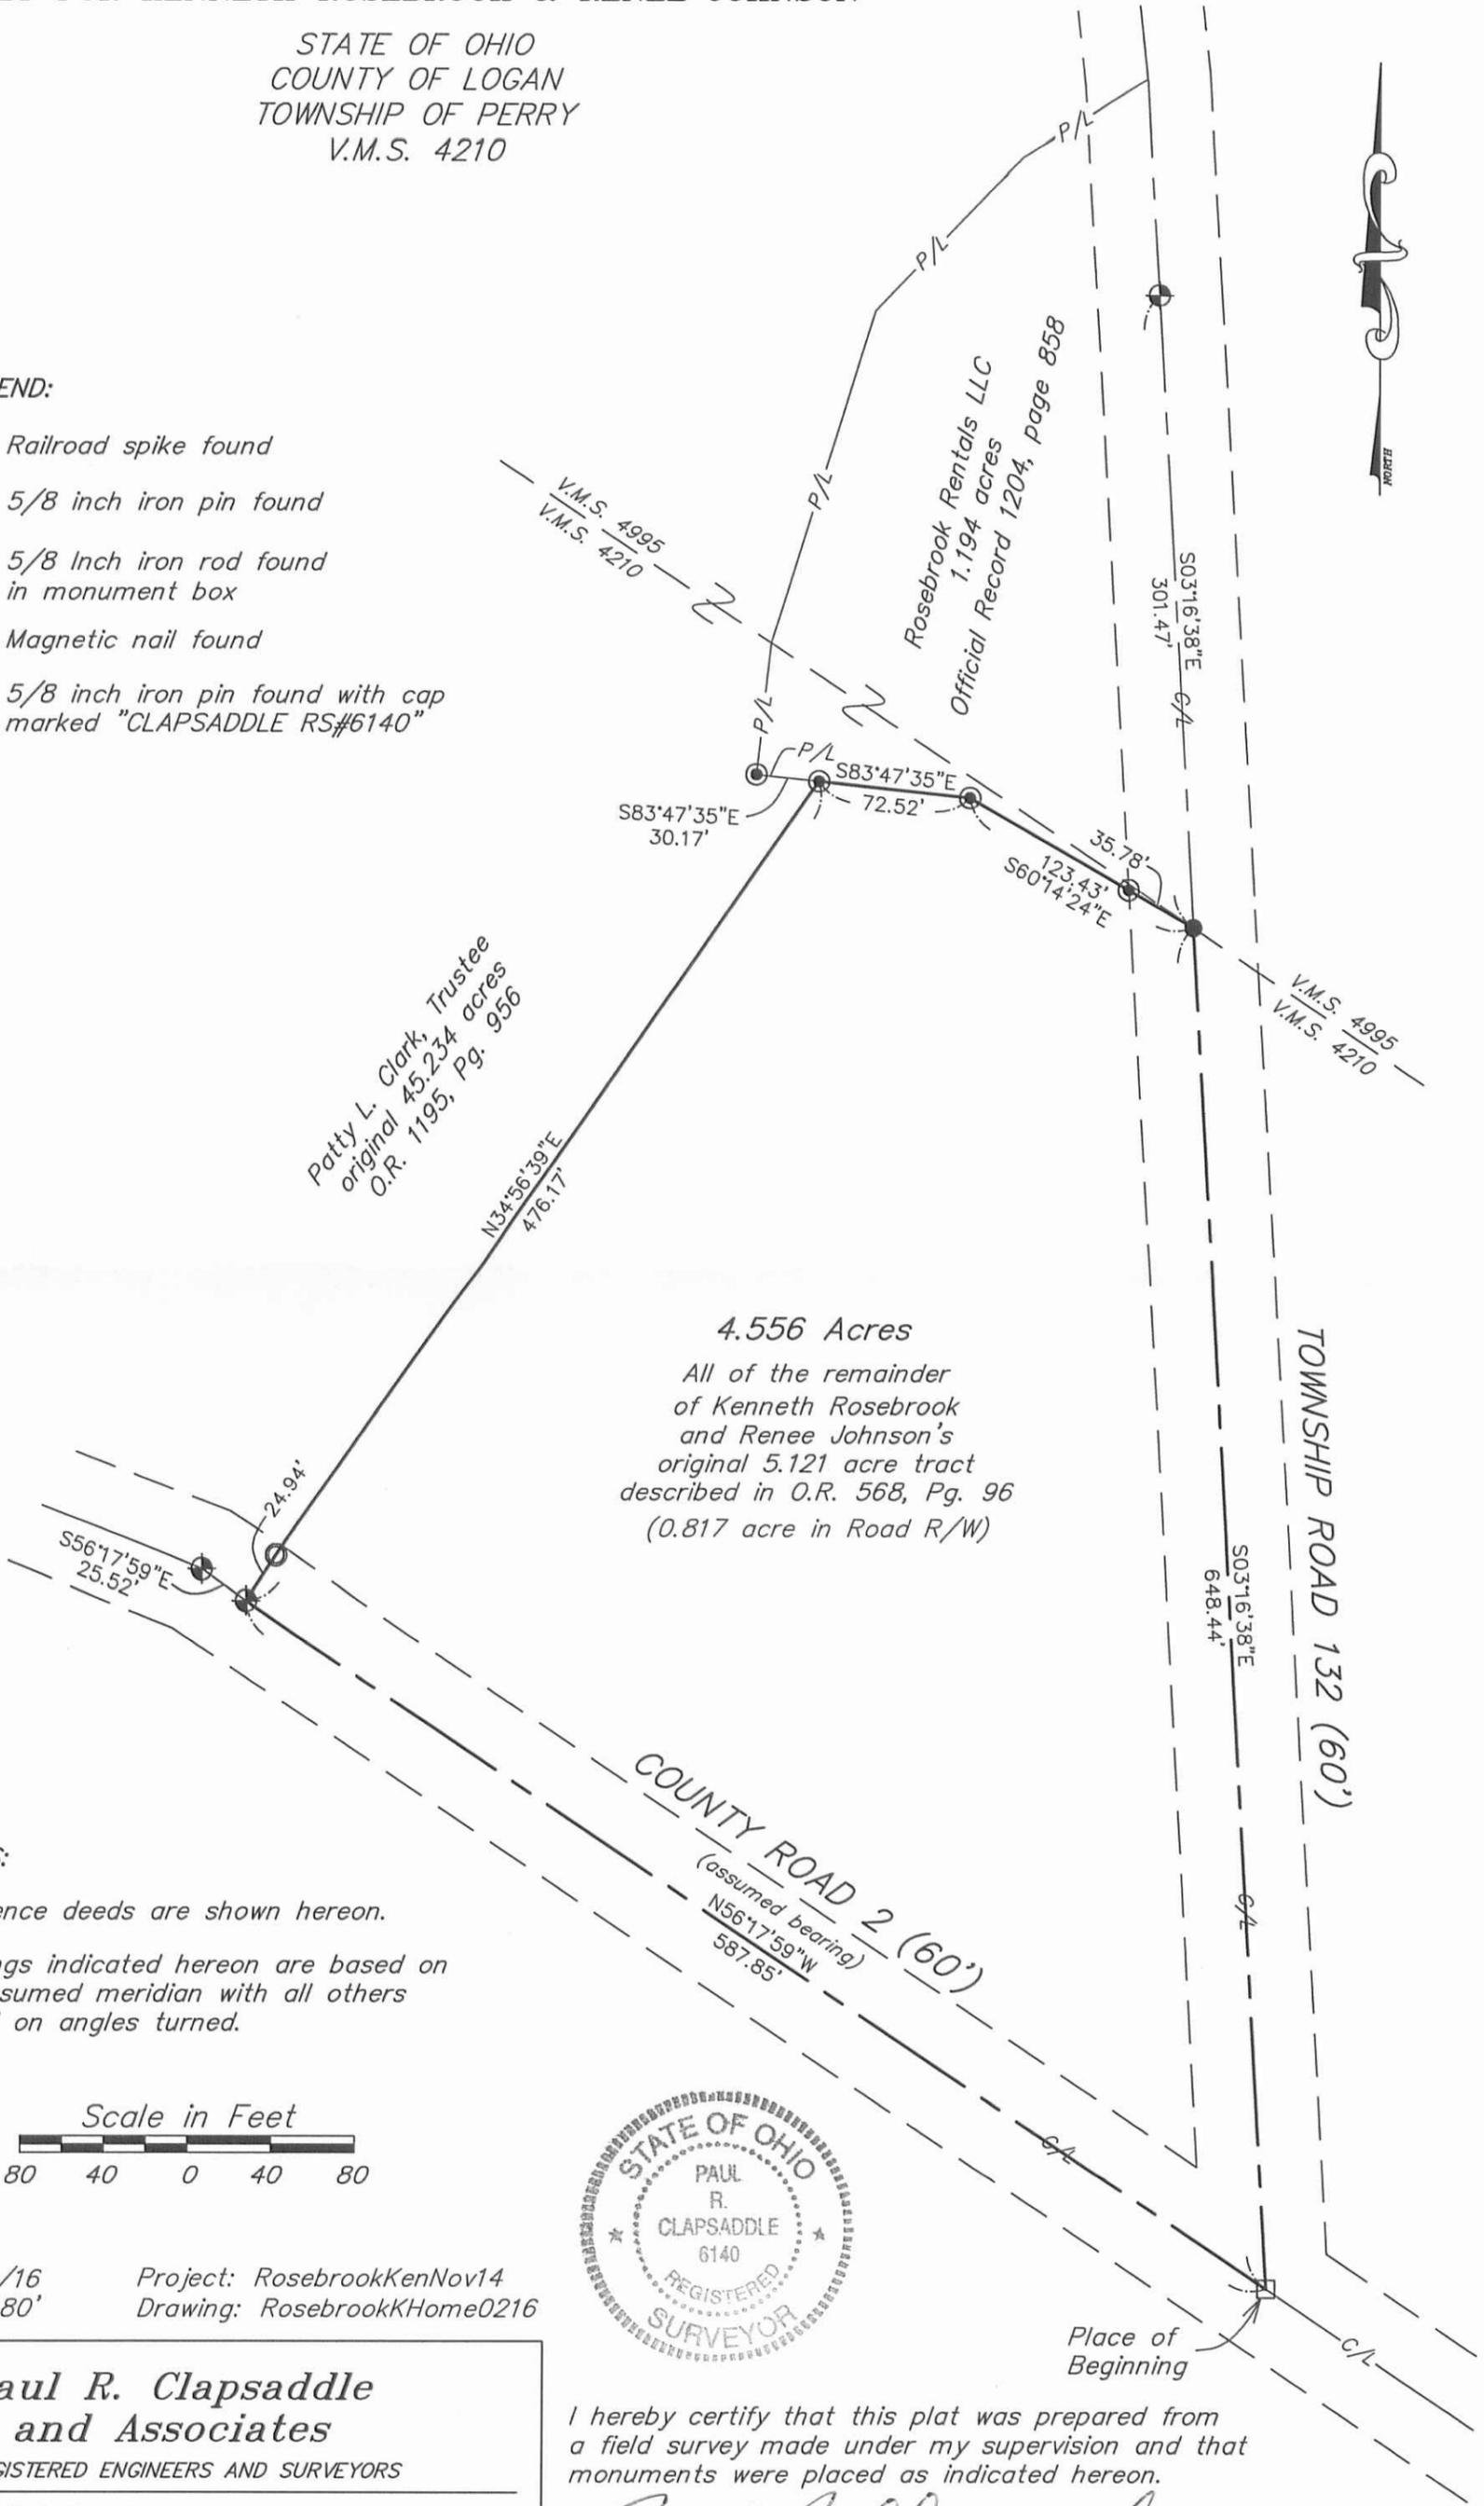 STATE OF OHIO
COUNTY OF LOGAN
TOWNSHIP OF PERRY
V.M.S. 4210
NORTH
END:
Railroad spike found
5/8 inch iron pin found
5/8 Inch iron rod found
in monument box
Magnetic nail found
5/8 inch iron pin found with cap
marked "CLAPSADDLE RS#6140"
P/L
P/L
P/L
P/L
P/L
V.M.S. 4995
V.M.S. 4210
Rosebrook Rentals LLC
1.194 acres
Official Record 1204, page 858
S03°16'38"E
301.47'
C/L
S83°47'35"E
72.52'
S83°47'35"E
30.17'
35.78'
123.43'
S60°14'24"E
V.M.S. 4995
V.M.S. 4210
Patty L. Clark, Trustee
original 45.234 acres
O.R. 1195, Pg. 956
N34°56'39"E
476.17'
4.556 Acres
All of the remainder
of Kenneth Rosebrook
and Renee Johnson's
original 5.121 acre tract
described in O.R. 568, Pg. 96
(0.817 acre in Road R/W)
TOWNSHIP ROAD 132 (60')
S03°16'38"E
648.44'
C/L
24.94'
S56°17'59"E
25.52'
COUNTY ROAD 2 (60')
(assumed bearing)
N56°17'59"W
587.85'
C/L
S:
ence deeds are shown hereon.
ngs indicated hereon are based on
sumed meridian with all others
on angles turned.
Scale in Feet
80 40 0 40 80
/16
80'
Project: RosebrookKenNov14
Drawing: RosebrookKHome0216
STATE OF OHIO
PAUL
R.
CLAPSADDLE
6140
REGISTERED
SURVEYOR
Place of
Beginning
C/L
aul R. Clapsaddle
and Associates
GISTERED ENGINEERS AND SURVEYORS
I hereby certify that this plat was prepared from
a field survey made under my supervision and that
monuments were placed as indicated hereon.